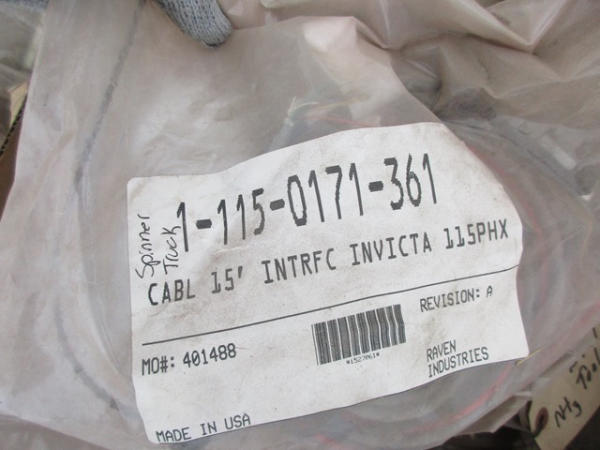 Spinner
Truck
1-115-0171-361
CABL 15' INTRFC INVICTA 115PHX
MO#: 401488
REVISION: A
RAVEN
INDUSTRIES
MADE IN USA
NH3